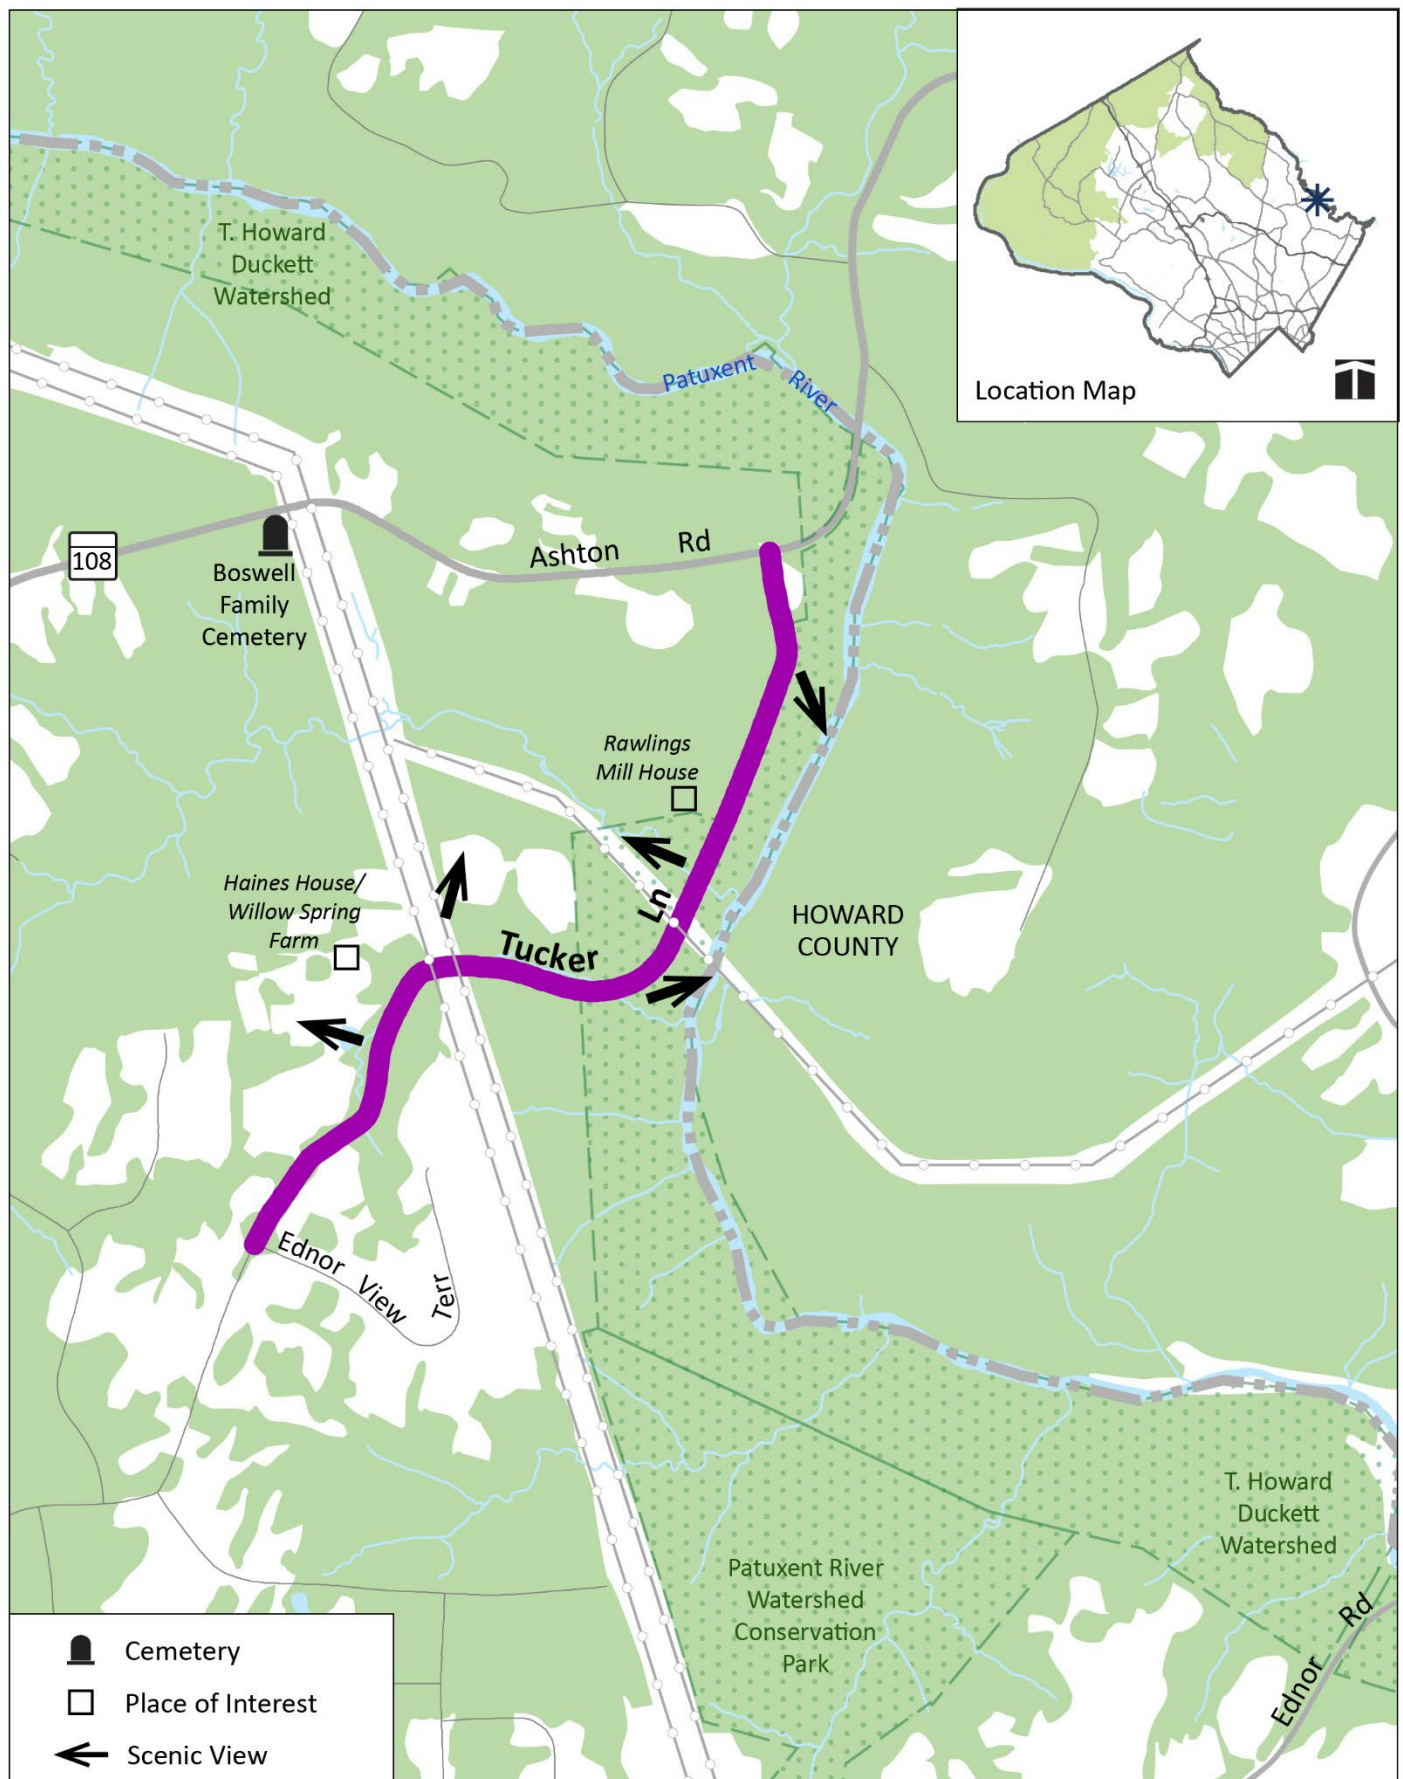 Location Map
T. Howard
Duckett
Watershed
Patuxent River
108
Ashton Rd
Boswell
Family
Cemetery
Rawlings
Mill House
Haines House/
Willow Spring
Farm
Tucker Ln
HOWARD
COUNTY
Ednor View Terr
T. Howard
Duckett
Watershed
Patuxent River
Watershed
Conservation
Park
Ednor Rd
Cemetery
Place of Interest
Scenic View